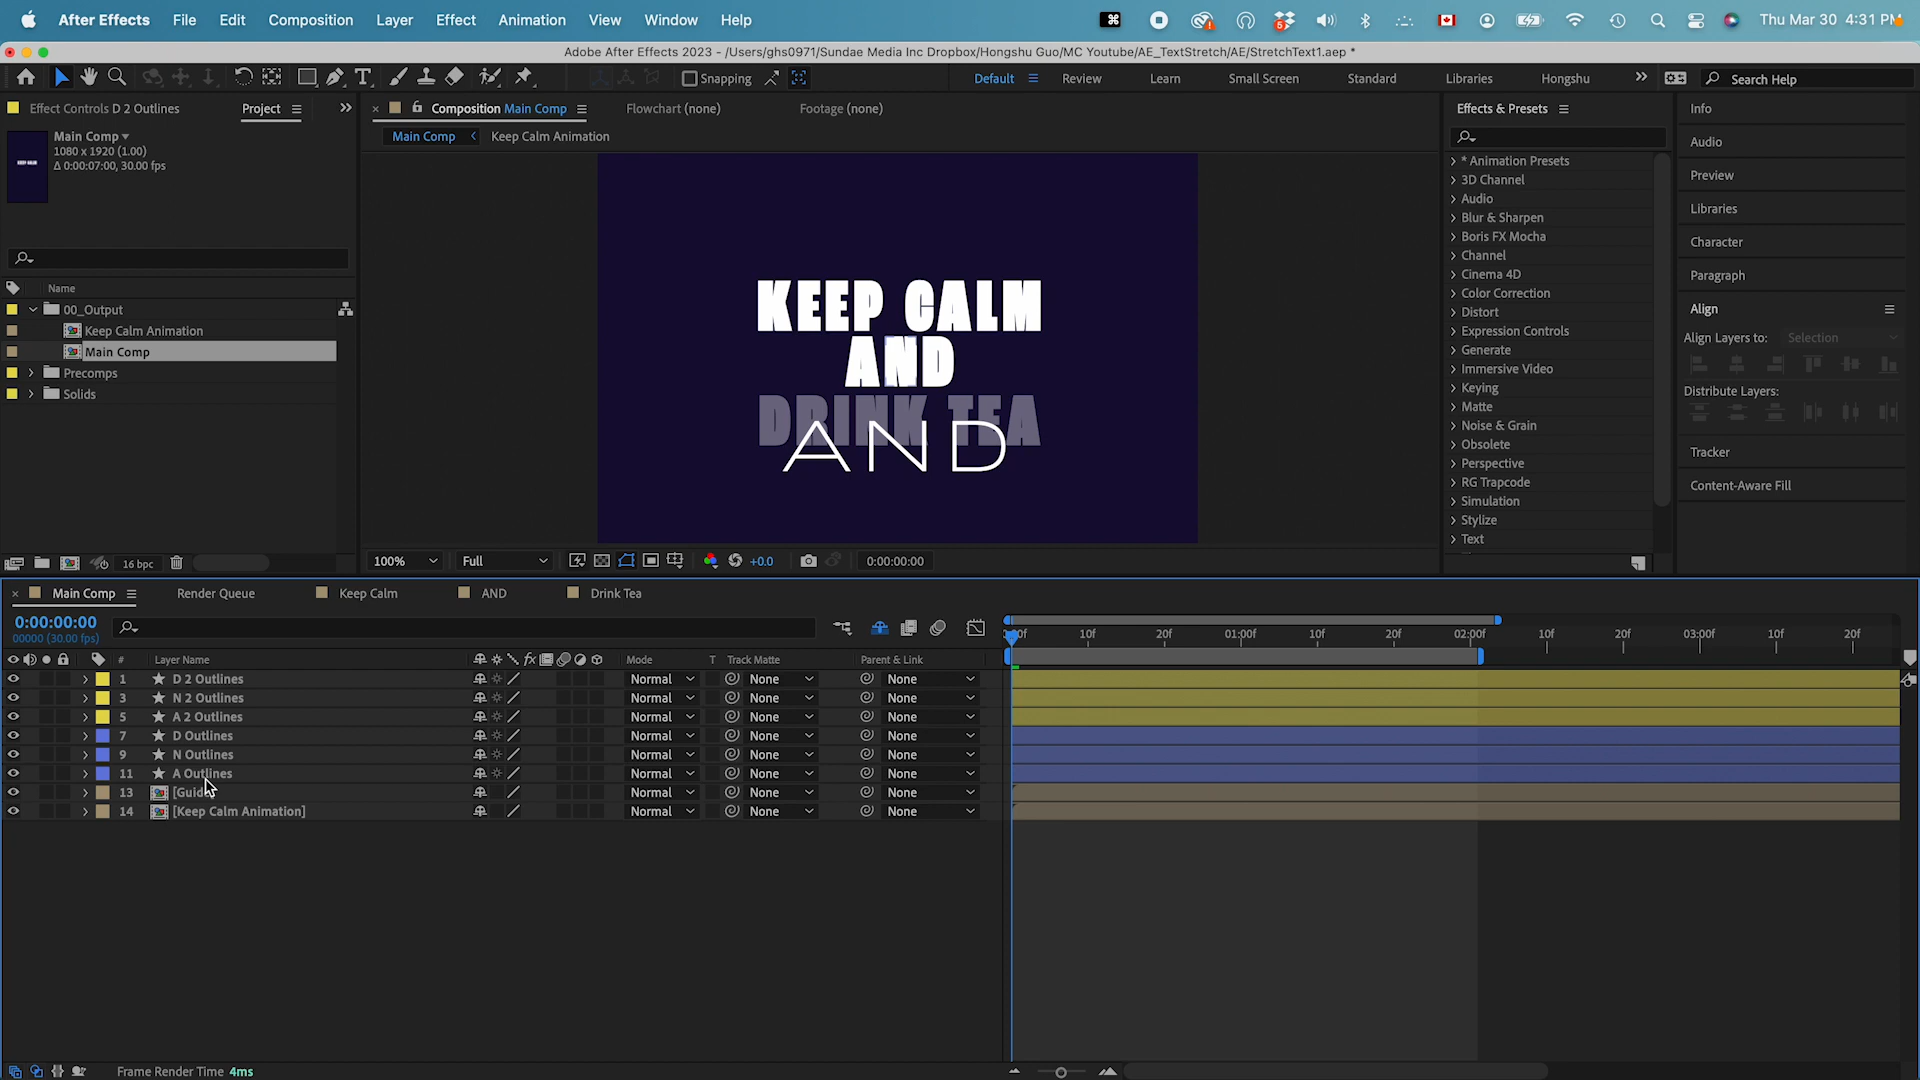 After Effects File Edit Composition Layer Effect Animation View Window Help Thu Mar 30 4:31 PM
Adobe After Effects 2023 - /Users/ghs0971/Sundae Media Inc Dropbox/Hongshu Guo/MC Youtube/AE_TextStretch/AE/StretchText1.aep *
Snapping Default Review Learn Small Screen Standard Libraries Hongshu Search Help
Effect Controls D 2 Outlines Project Composition Main Comp Flowchart (none) Footage (none) Effects & Presets Info
Main Comp
1080 x 1920 (1.00)
Δ 0:00:07:00, 30.00 fps
Main Comp Keep Calm Animation
Name
00_Output
Keep Calm Animation
Main Comp
Precomps
Solids
16 bpc
KEEP CALM
AND
DRINK TEA
AND
100% Full +0.0 0:00:00:00
* Animation Presets
3D Channel
Audio
Blur & Sharpen
Boris FX Mocha
Channel
Cinema 4D
Color Correction
Distort
Expression Controls
Generate
Immersive Video
Keying
Matte
Noise & Grain
Obsolete
Perspective
RG Trapcode
Simulation
Stylize
Text
Audio
Preview
Libraries
Character
Paragraph
Align
Align Layers to: Selection
Distribute Layers:
Tracker
Content-Aware Fill
Main Comp Render Queue Keep Calm AND Drink Tea
0:00:00:00
00000 (30.00 fps)
10f 20f 01:00f 10f 20f 02:00f 10f 20f 03:00f 10f 20f
# Layer Name Mode T Track Matte Parent & Link
1 D 2 Outlines Normal None None
3 N 2 Outlines Normal None None
5 A 2 Outlines Normal None None
7 D Outlines Normal None None
9 N Outlines Normal None None
11 A Outlines Normal None None
13 Normal None None
14 [Keep Calm Animation] Normal None None
Frame Render Time 4ms